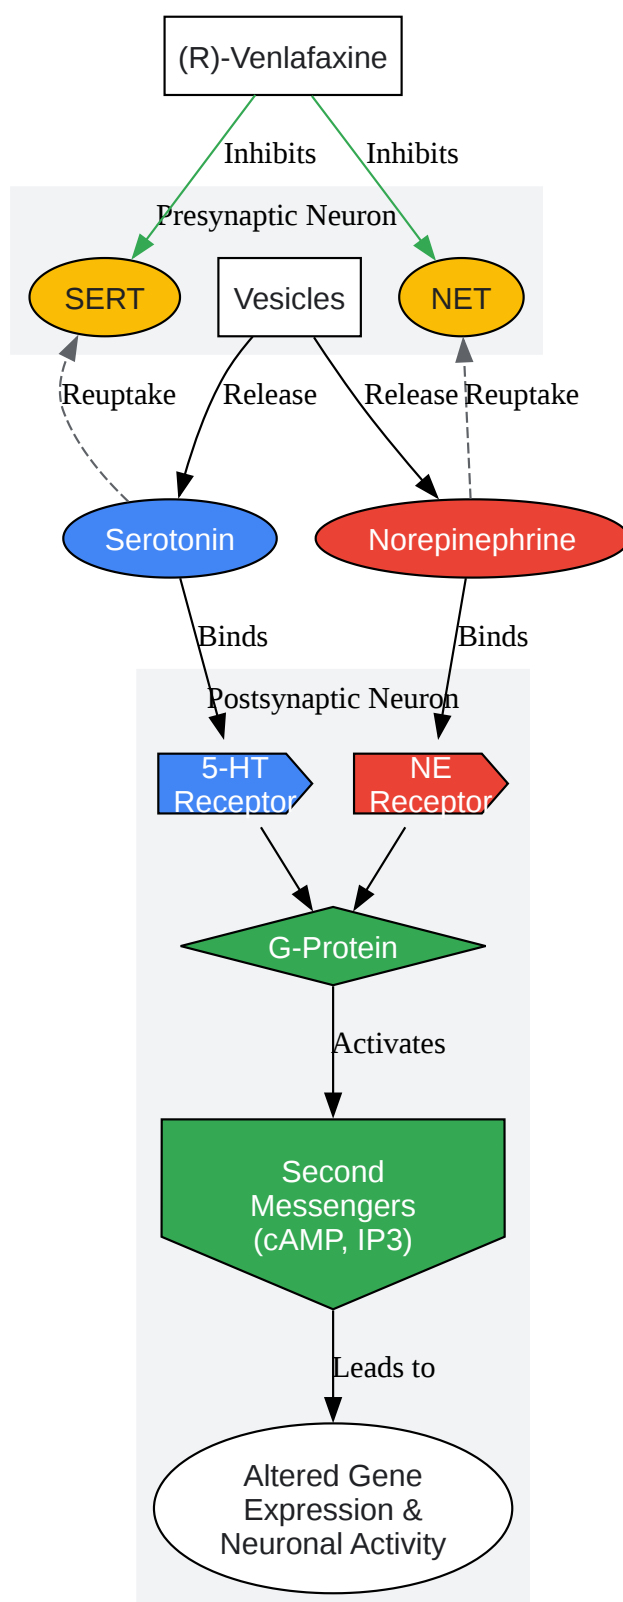 (R)-Venlafaxine
Inhibits
Inhibits
Presynaptic Neuron
SERT
Vesicles
NET
Reuptake
Release
Release
Reuptake
Serotonin
Norepinephrine
Binds
Binds
Postsynaptic Neuron
5-HT
Receptor
NE
Receptor
G-Protein
Activates
Second
Messengers
(cAMP, IP3)
Leads to
Altered Gene
Expression &
Neuronal Activity